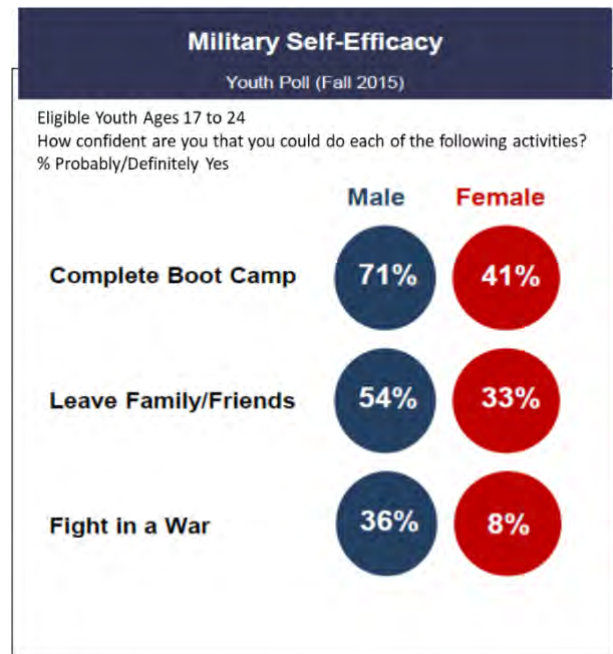 Military Self-Efficacy
Youth Poll (Fall 2015)
Eligible Youth Ages 17 to 24
How confident are you that you could do each of the following activities?
% Probably/Definitely Yes
Male Female
Complete Boot Camp 71% 41%
Leave Family/Friends 54% 33%
Fight in a War 36% 8%